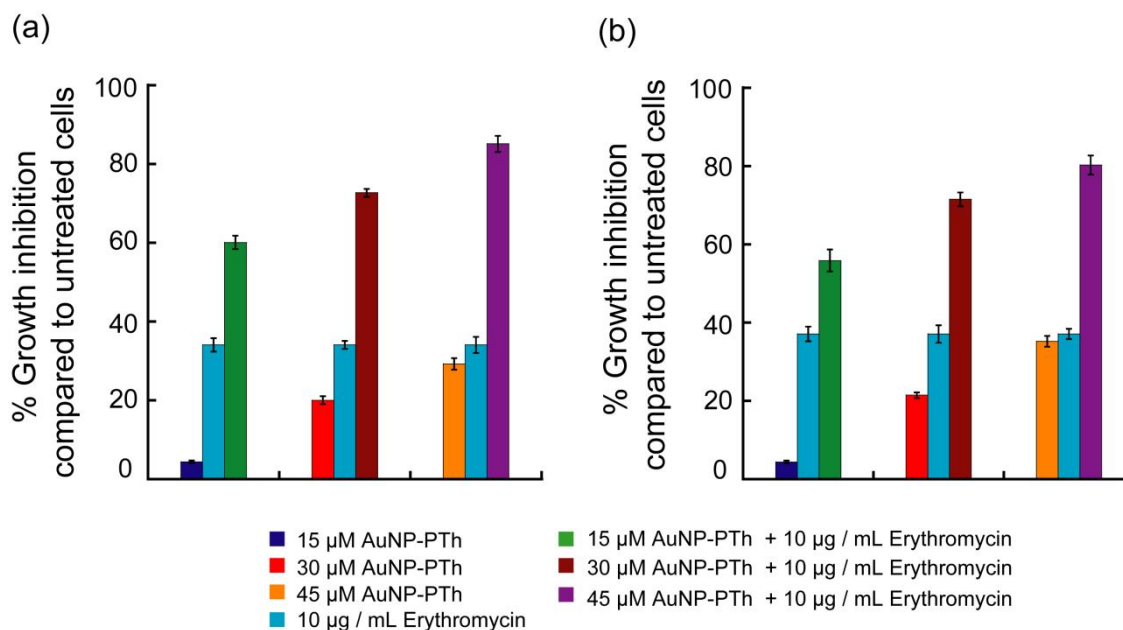 (a)
(b)
% Growth inhibition
compared to untreated cells
100
80
60
40
20
0
% Growth inhibition
compared to untreated cells
100
80
60
40
20
0
15 µM AuNP-PTh
30 µM AuNP-PTh
45 µM AuNP-PTh
10 µg / mL Erythromycin
15 µM AuNP-PTh + 10 µg / mL Erythromycin
30 µM AuNP-PTh + 10 µg / mL Erythromycin
45 µM AuNP-PTh + 10 µg / mL Erythromycin